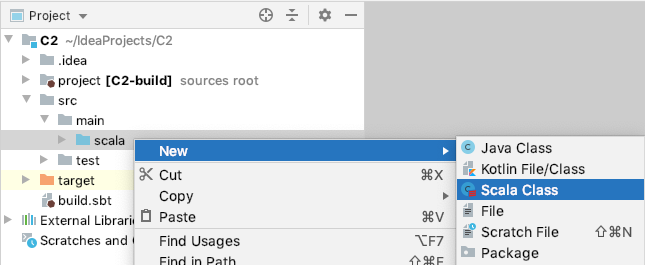 Project
C2 ~/IdeaProjects/C2
.idea
project [C2-build] sources root
src
main
scala
test
target
build.sbt
External Librarie
Scratches and
New
Cut ⌘X
Copy
Paste ⌘V
Find Usages ⌥F7
Find in Path ⇧⌘F
Java Class
Kotlin File/Class
Scala Class
File
Scratch File ⇧⌘N
Package